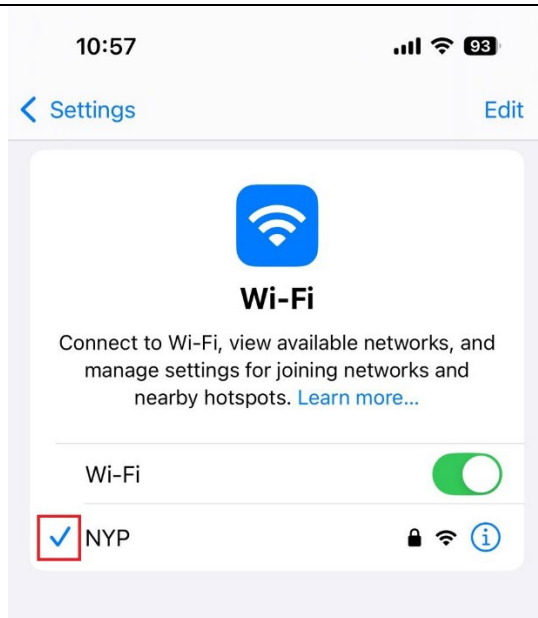 10:57 93
Settings Edit
Wi-Fi
Connect to Wi-Fi, view available networks, and
manage settings for joining networks and
nearby hotspots. Learn more...
Wi-Fi
NYP